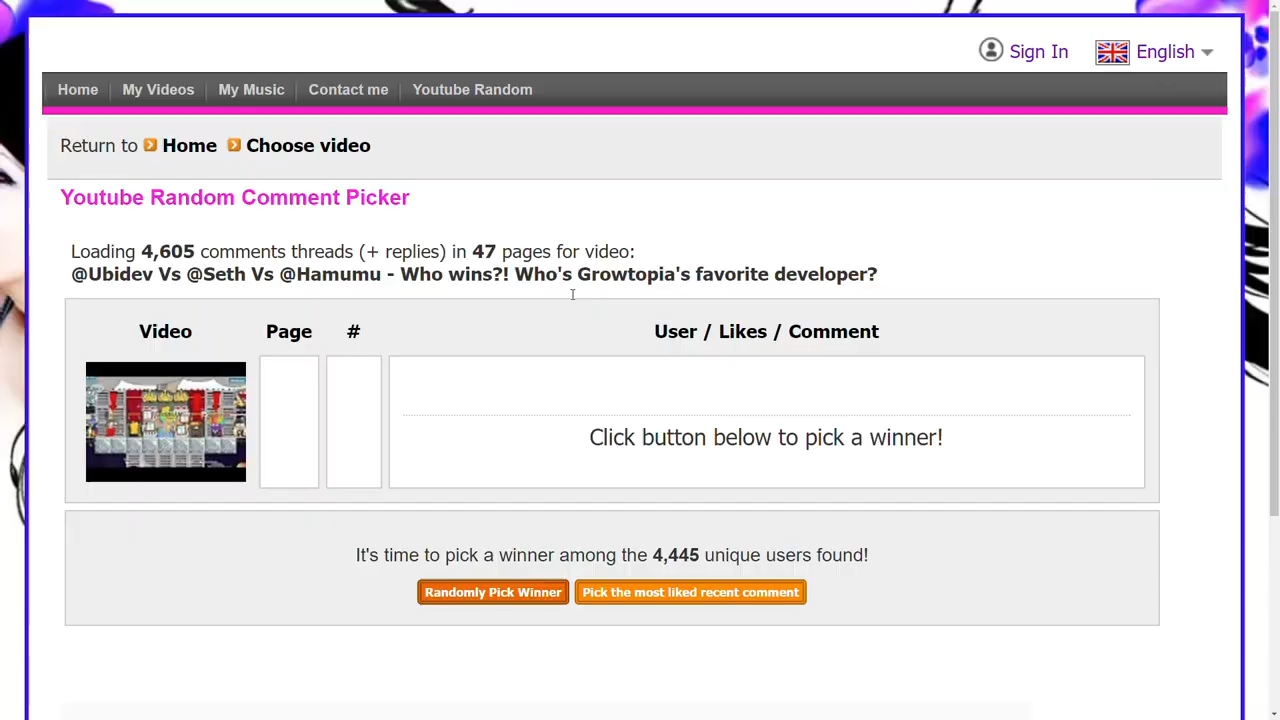 Sign In English
Home My Videos My Music Contact me Youtube Random
Return to Home Choose video
Youtube Random Comment Picker
Loading 4,605 comments threads (+ replies) in 47 pages for video:
@Ubidev Vs @Seth Vs @Hamumu - Who wins?! Who's Growtopia's favorite developer?
Video Page # User / Likes / Comment
Click button below to pick a winner!
It's time to pick a winner among the 4,445 unique users found!
Randomly Pick Winner Pick the most liked recent comment